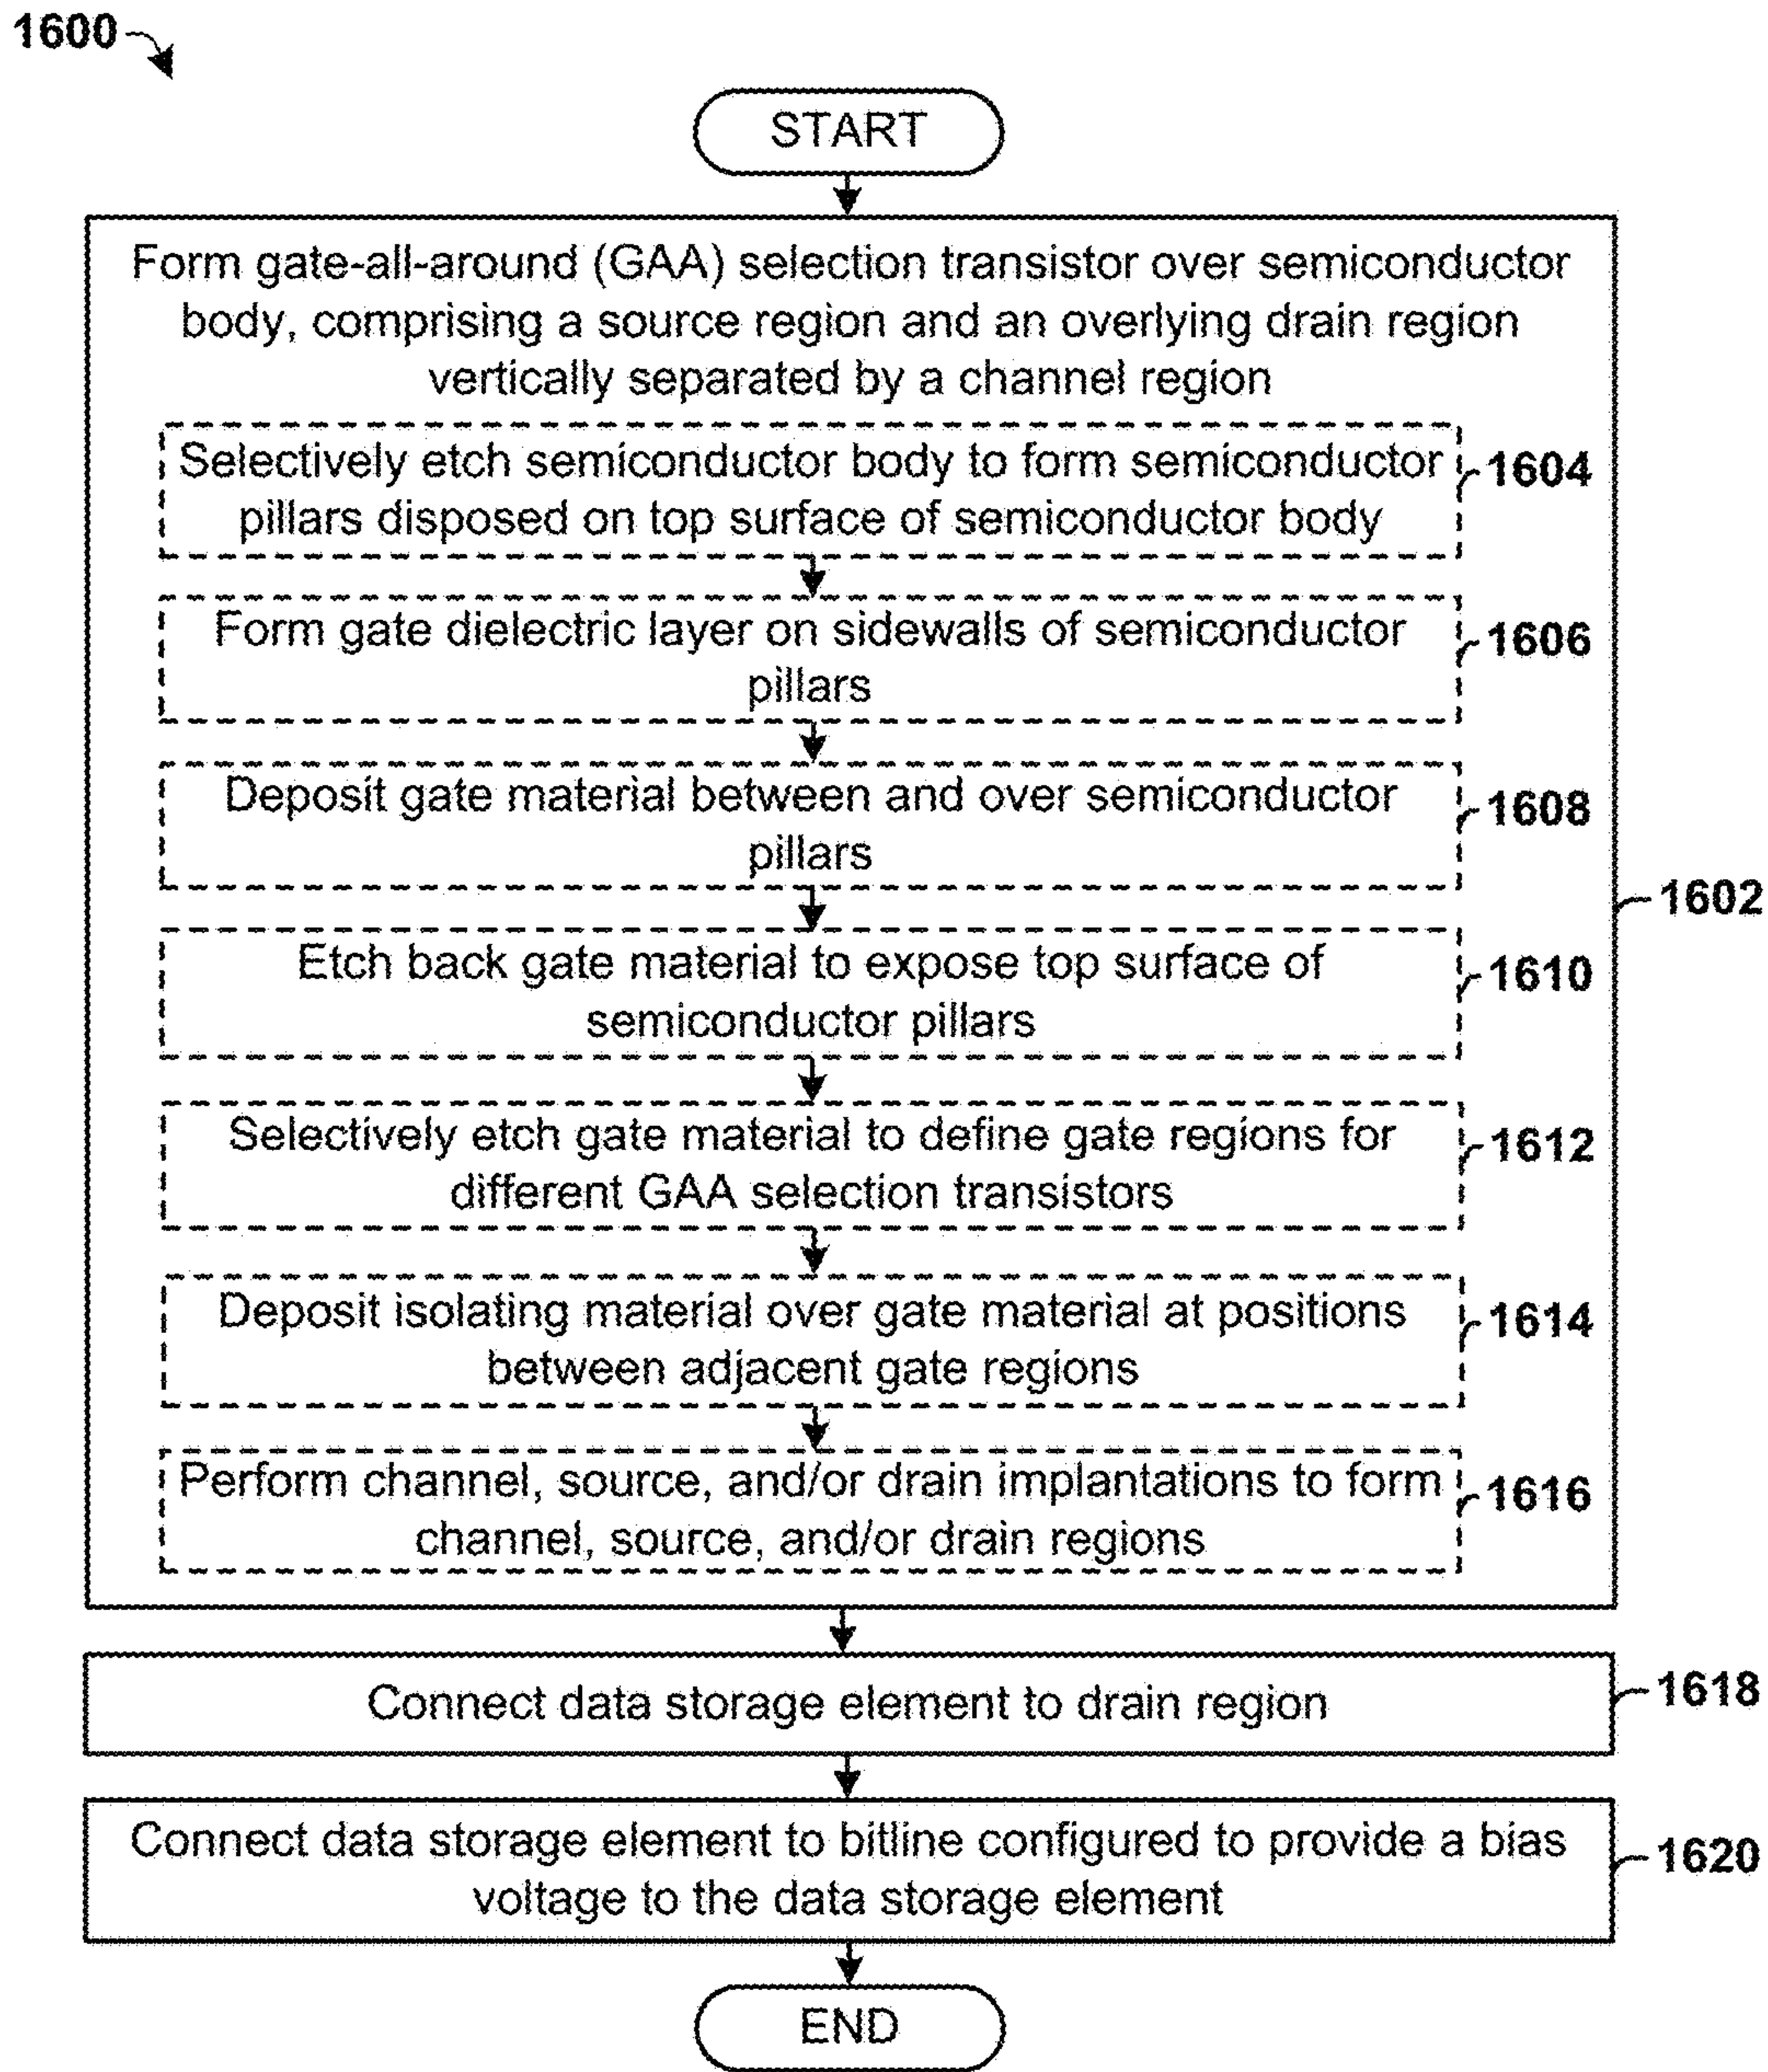 1600
START
Form gate-all-around (GAA) selection transistor over semiconductor
body, comprising a source region and an overlying drain region
vertically separated by a channel region
Selectively etch semiconductor body to form semiconductor
pillars disposed on top surface of semiconductor body
1604
Form gate dielectric layer on sidewalls of semiconductor
pillars
1606
Deposit gate material between and over semiconductor
pillars
1608
1602
Etch back gate material to expose top surface of
semiconductor pillars
1610
Selectively etch gate material to define gate regions for
different GAA selection transistors
1612
Deposit isolating material over gate material at positions
between adjacent gate regions
1614
Perform channel, source, and/or drain implantations to form
channel, source, and/or drain regions
1616
Connect data storage element to drain region
1618
Connect data storage element to bitline configured to provide a bias
voltage to the data storage element
1620
END